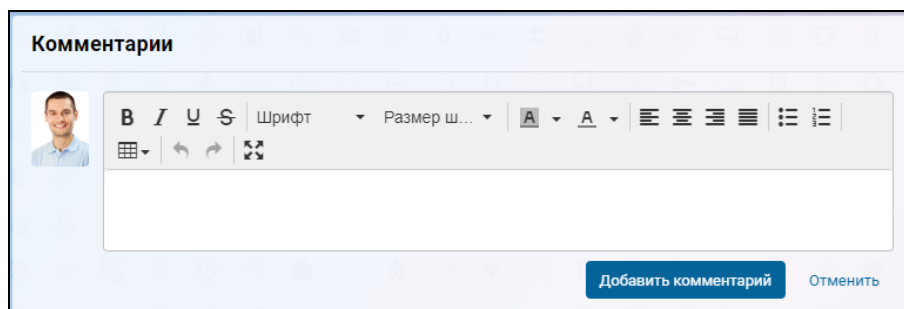 Комментарии
B I U S Шрифт Размер ш... A A
Добавить комментарий Отменить